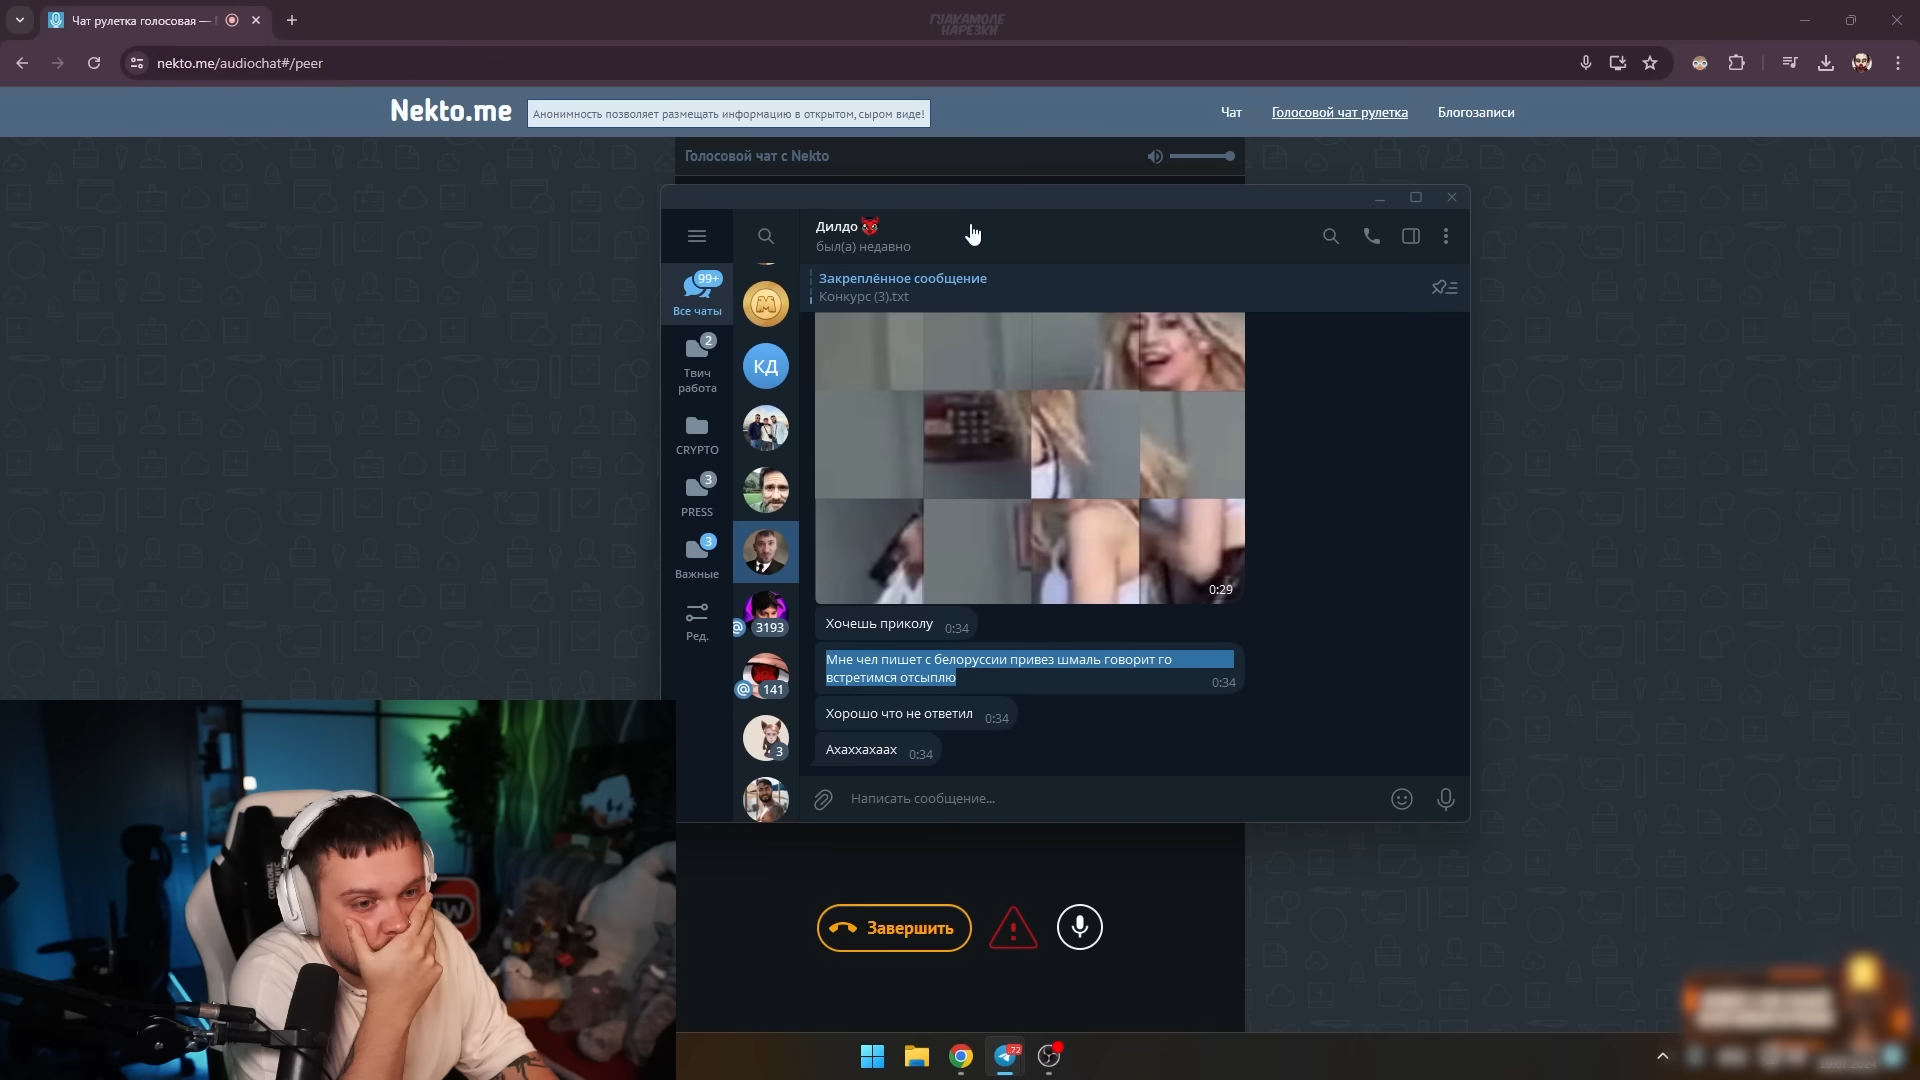 Чат рулетка голосовая —
ГУАКАМОЛЕ
НАРЕЗКИ
nekto.me/audiochat#/peer
Nekto.me
Анонимность позволяет размещать информацию в открытом, сыром виде!
Чат
Голосовой чат рулетка
Блогозаписи
Голосовой чат с Nekto
Дилдо
был(а) недавно
Закреплённое сообщение
Конкурс (3).txt
99+
Все чаты
2
Твич
работа
CRYPTO
3
PRESS
3
Важные
Ред.
КД
3193
141
3
0:29
Хочешь приколу 0:34
Мне чел пишет с белоруссии привез шмаль говорит го
встретимся отсыплю 0:34
Хорошо что не ответил 0:34
Ахаххахаах 0:34
Написать сообщение...
Завершить